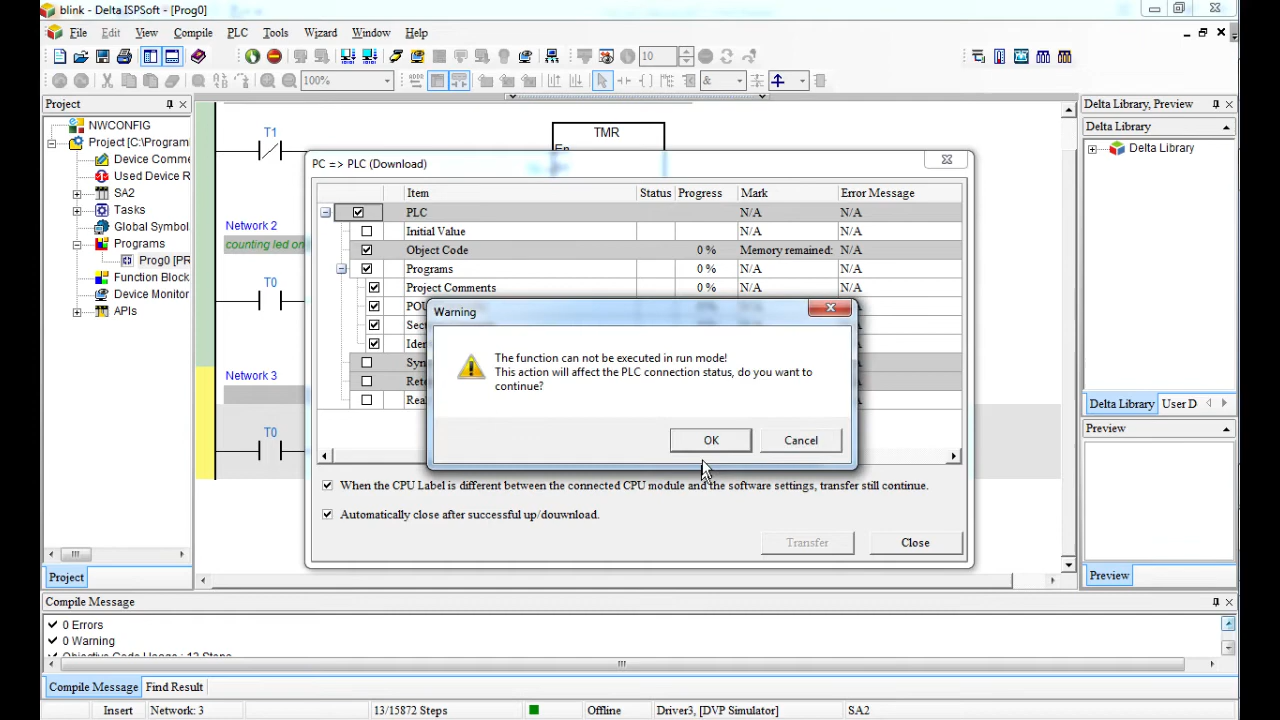 blink - Delta ISPSoft - [Prog0]
File Edit View Compile PLC Tools Wizard Window Help
10
100%
&
Project
NWCONFIG
Project [C:\Program
Device Comme
Used Device R
SA2
Tasks
Global Symbol
Programs
Prog0 [PR
Function Block
Device Monitor
APIs
Project
T1
TMR
En
Network 2
counting led on
T0
Network 3
T0
PC => PLC (Download)
Item Status Progress Mark Error Message
PLC N/A N/A
Initial Value N/A N/A
Object Code 0 % Memory remained: N/A
Programs 0 % N/A N/A
Project Comments 0 % N/A N/A
Warning
The function can not be executed in run mode!
This action will affect the PLC connection status, do you want to
continue?
OK Cancel
When the CPU Label is different between the connected CPU module and the software settings, transfer still continue.
Automatically close after successful up/douwnload.
Transfer Close
Delta Library, Preview
Delta Library
Delta Library
Delta Library User D
Preview
Preview
Compile Message
0 Errors
0 Warning
Compile Message Find Result
Insert Network: 3 13/15872 Steps Offline Driver3, [DVP Simulator] SA2